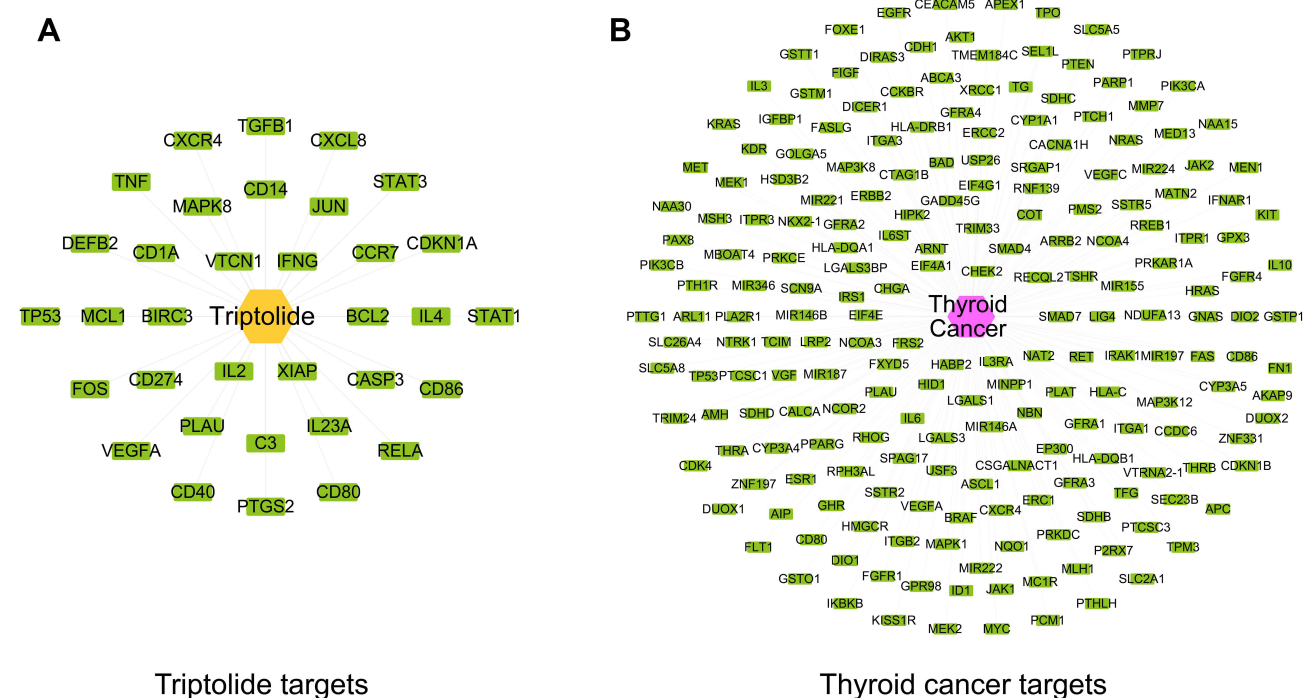 A
B
TGFB1
CXCR4
CXCL8
TNF
CD14
STAT3
MAPK8
JUN
DEFB2
CD1A
VTCN1
IFNG
CCR7
CDKN1A
TP53
MCL1
BIRC3
Triptolide
BCL2
IL4
STAT1
FOS
CD274
IL2
XIAP
CASP3
CD86
PLAU
IL23A
VEGFA
C3
RELA
CD40
PTGS2
CD80
Triptolide targets
CEACAM5 APEX1
EGFR TPO
FOXE1 AKT1 SLC5A5
GSTT1 DIRAS3 CDH1 TMEM184C SEL1L PTEN PTPRJ
FIGF ABCA3
IL3 GSTM1 CCKBR XRCC1 TG SDHC PARP1 PIK3CA
DICER1 GFRA4 MMP7
KRAS IGFBP1 FASLG HLA-DRB1 ERCC2 CYP1A1 PTCH1 NRAS MED13 NAA15
KDR GOLGA5 ITGA3 CACNA1H
MET MAP3K8 CTAG1B BAD USP26 SRGAP1 VEGFC MIR224 JAK2 MEN1
MEK1 HSD3B2 ERBB2 EIF4G1 RNF139 MATN2
NAA30 MIR221 GADD45G COT PMS2 SSTR5 IFNAR1 KIT
MSH3 ITPR3 NKX2-1 GFRA2 HIPK2 TRIM33 RREB1
PAX8 HLA-DQA1 IL6ST ARNT SMAD4 ARRB2 NCOA4 ITPR1 GPX3
PIK3CB MBOAT4 PRKCE LGALS3BP EIF4A1 CHEK2 RECQL2 TSHR PRKAR1A FGFR4 IL10
PTH1R MIR346 SCN9A IRS1 CHGA MIR155 HRAS
PTTG1 ARL11 PLA2R1 MIR146B EIF4E Thyroid SMAD7 LIG4 NDUFA13 GNAS DIO2 GSTP1
Cancer
SLC26A4 NTRK1 TCIM LRP2 NCOA3 FRS2
SLC5A8 TP53 PTCSC1 VGF MIR187 FXYD5 HABP2 IL3RA NAT2 RET IRAK1 MIR197 FAS CD86 FN1
PLAU HID1 MINPP1 PLAT HLA-C CYP3A5 AKAP9
LGALS1 MAP3K12
TRIM24 AMH SDHD CALCA NCOR2 IL6 MIR146A NBN GFRA1 ITGA1 CCDC6 DUOX2
THRA CYP3A4 PPARG RHOG LGALS3 EP300 ZNF331
CDK4 ZNF197 ESR1 RPH3AL SPAG17 USF3 CSGALNACT1 HLA-DQB1 VTRNA2-1 THRB CDKN1B
SSTR2 ASCL1 GFRA3 TFG
DUOX1 AIP GHR VEGFA BRAF CXCR4 ERC1 SDHB SEC23B APC
HMGCR PTCSC3
FLT1 CD80 ITGB2 MAPK1 NQO1 PRKDC P2RX7 TPM3
DIO1 MIR222 MLH1
GSTO1 FGFR1 GPR98 ID1 JAK1 MC1R SLC2A1
IKBKB PTHLH
KISS1R MEK2 MYC PCM1
Thyroid cancer targets